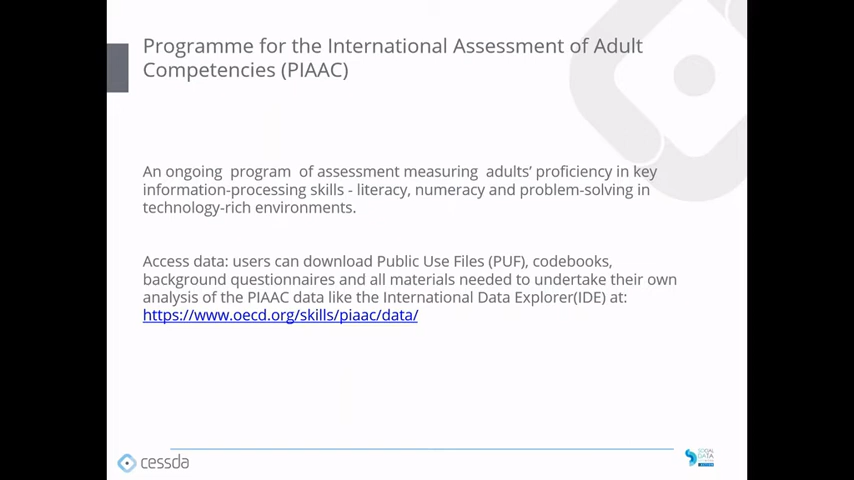 Programme for the International Assessment of Adult
Competencies (PIAAC)
An ongoing program of assessment measuring adults’ proficiency in key
information-processing skills - literacy, numeracy and problem-solving in
technology-rich environments.
Access data: users can download Public Use Files (PUF), codebooks,
background questionnaires and all materials needed to undertake their own
analysis of the PIAAC data like the International Data Explorer(IDE) at:
https://www.oecd.org/skills/piaac/data/
cessda
SOCIAL
DATA